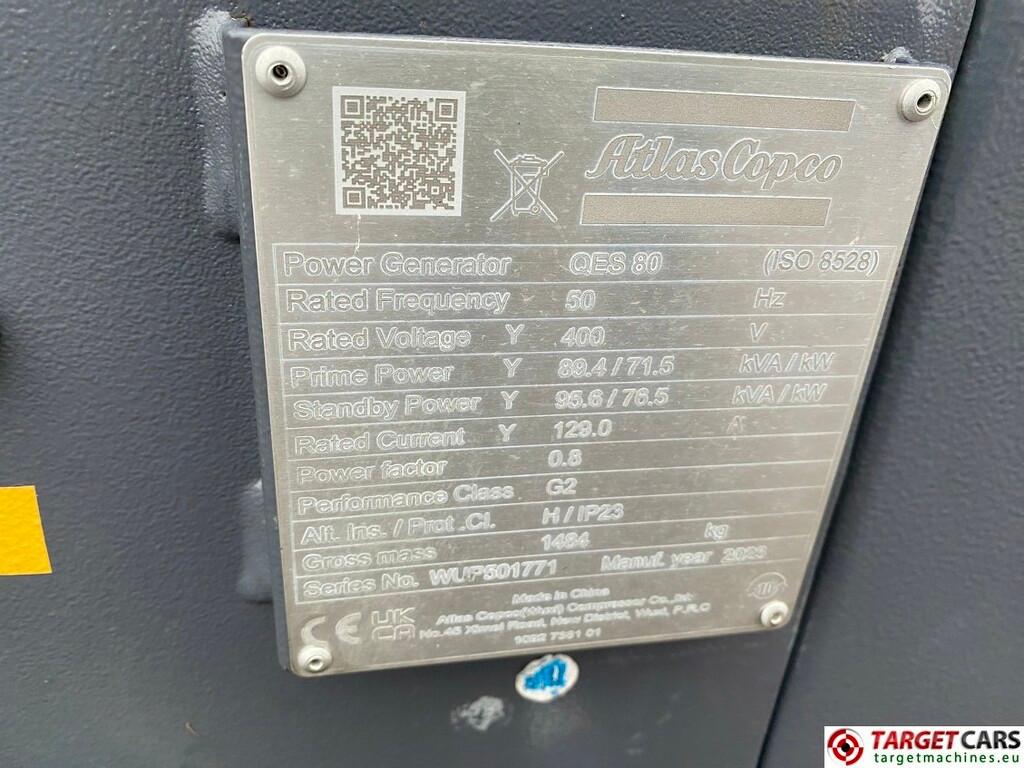 Atlas Copco
Power Generator QES 80 (ISO 8528)
Rated Frequency 50 Hz
Rated Voltage Y 400 V
Prime Power Y 89.4 / 71.5 kVA / kW
Standby Power Y 95.6 / 76.5 kVA / kW
Rated Current Y 129.0 A
Power factor 0.8
Performance Class G2
Alt. Ins. / Prot .Cl. H / IP23
Gross mass 1484 kg
Series No. WUP501771 Manuf. year 2023
Made in China
Atlas Copco(Wuxi) Compressor Co.,ltd
No.45 Road, New District, Wuxi, P.R.C
CE UK CA
TARGET CARS
targetmachines.eu